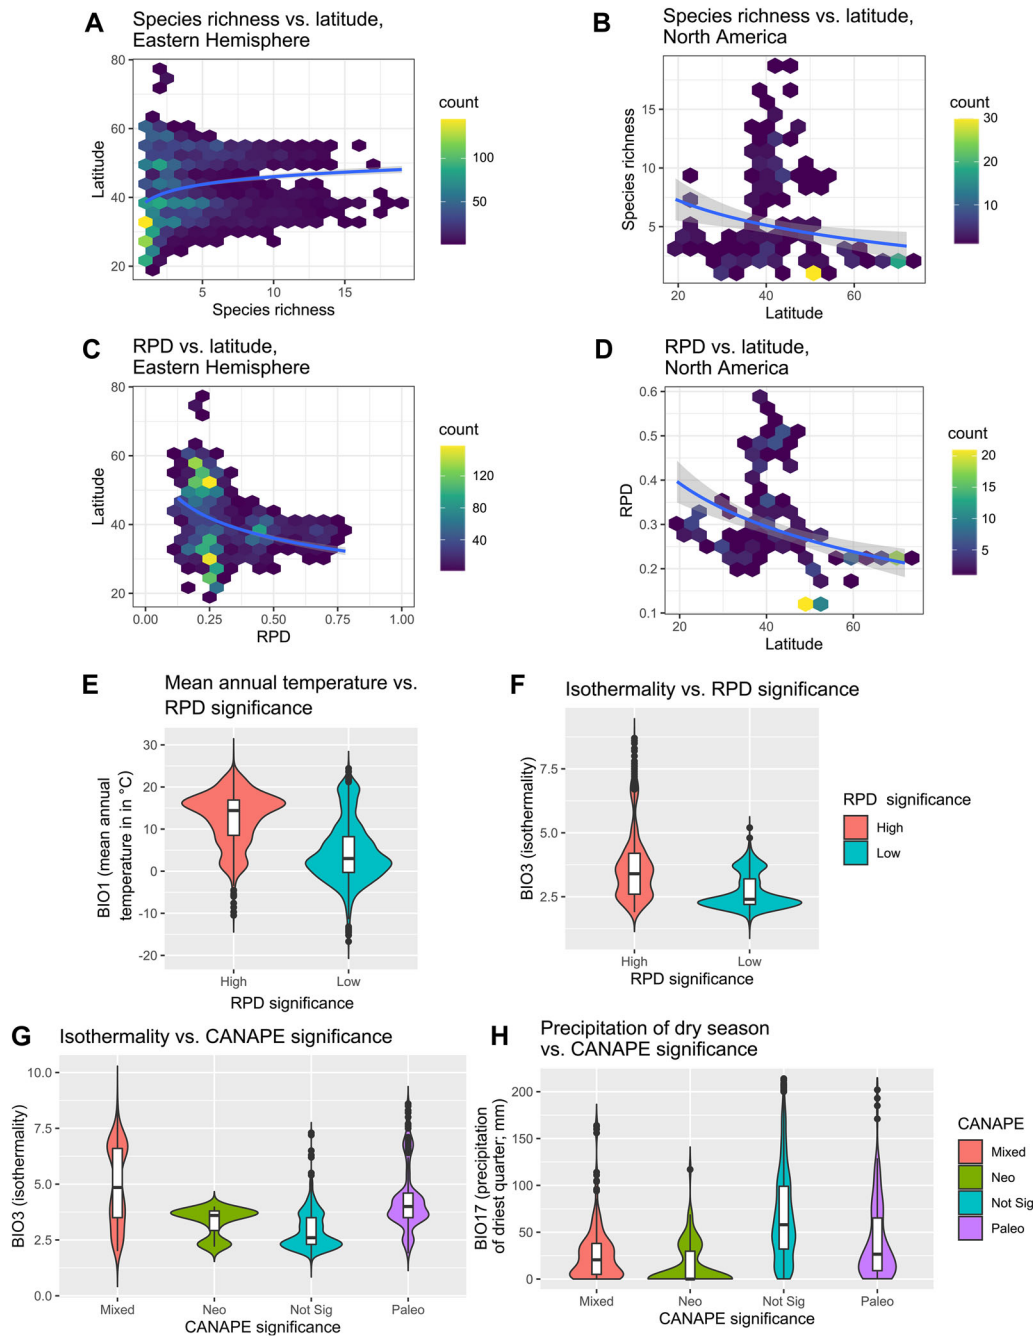 A
Species richness vs. latitude,
Eastern Hemisphere
80
60
40
20
Latitude
5
10
15
Species richness
count
100
50
B
Species richness vs. latitude,
North America
15
10
5
Species richness
20
40
60
Latitude
count
30
20
10
C
RPD vs. latitude,
Eastern Hemisphere
80
60
40
20
Latitude
0.00
0.25
0.50
0.75
1.00
RPD
count
120
80
40
D
RPD vs. latitude,
North America
0.6
0.5
0.4
0.3
0.2
0.1
RPD
20
40
60
Latitude
count
20
15
10
5
E
Mean annual temperature vs.
RPD significance
30
20
10
0
-10
-20
BIO1 (mean annual
temperature in in °C)
High
Low
RPD significance
F
Isothermality vs. RPD significance
7.5
5.0
2.5
BIO3 (isothermality)
High
Low
RPD significance
RPD significance
High
Low
G
Isothermality vs. CANAPE significance
10.0
7.5
5.0
2.5
0.0
BIO3 (isothermality)
Mixed
Neo
Not Sig
Paleo
CANAPE significance
H
Precipitation of dry season
vs. CANAPE significance
200
150
100
50
0
BIO17 (precipitation
of driest quarter; mm)
Mixed
Neo
Not Sig
Paleo
CANAPE significance
CANAPE
Mixed
Neo
Not Sig
Paleo